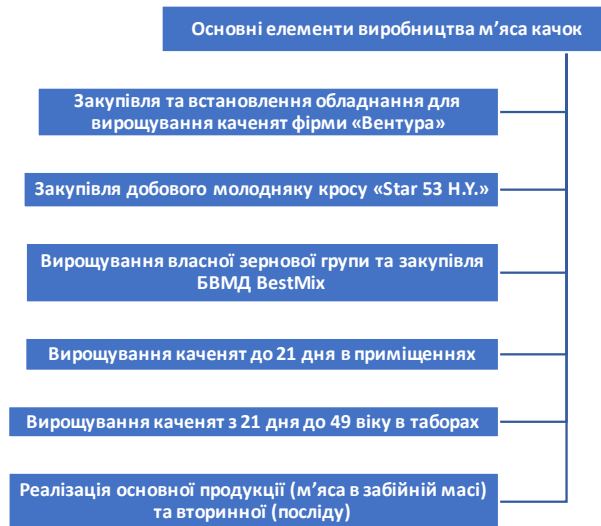 Основні елементи виробництва м’яса качок
Закупівля та встановлення обладнання для
вирощування каченят фірми «Вентура»
Закупівля добового молодняку кросу «Star 53 H.Y.»
Вирощування власної зернової групи та закупівля
БВМД BestMix
Вирощування каченят до 21 дня в приміщеннях
Вирощування каченят з 21 дня до 49 віку в таборах
Реалізація основної продукції (м’яса в забійній масі)
та вторинної (посліду)